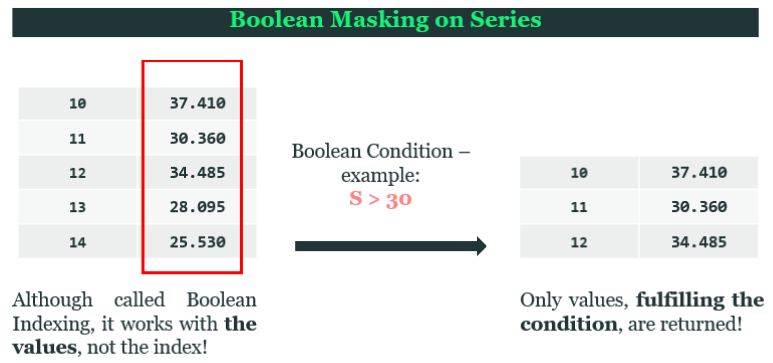 Boolean Masking on Series
10 37.410
11 30.360
12 34.485
13 28.095
14 25.530
Boolean Condition –
example:
S > 30
10 37.410
11 30.360
12 34.485
Although called Boolean
Indexing, it works with the
values, not the index!
Only values, fulfilling the
condition, are returned!